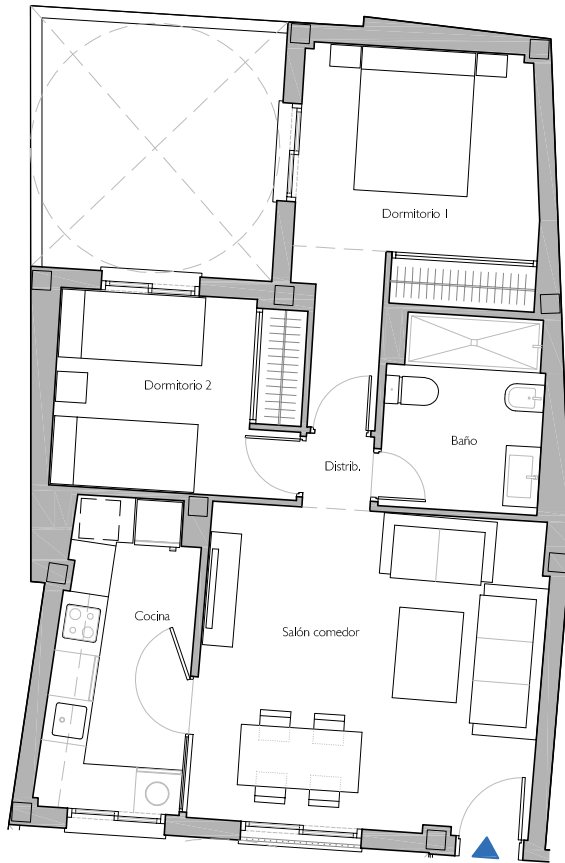 Dormitorio 1
Dormitorio 2
Baño
Distrib.
Cocina
Salón comedor